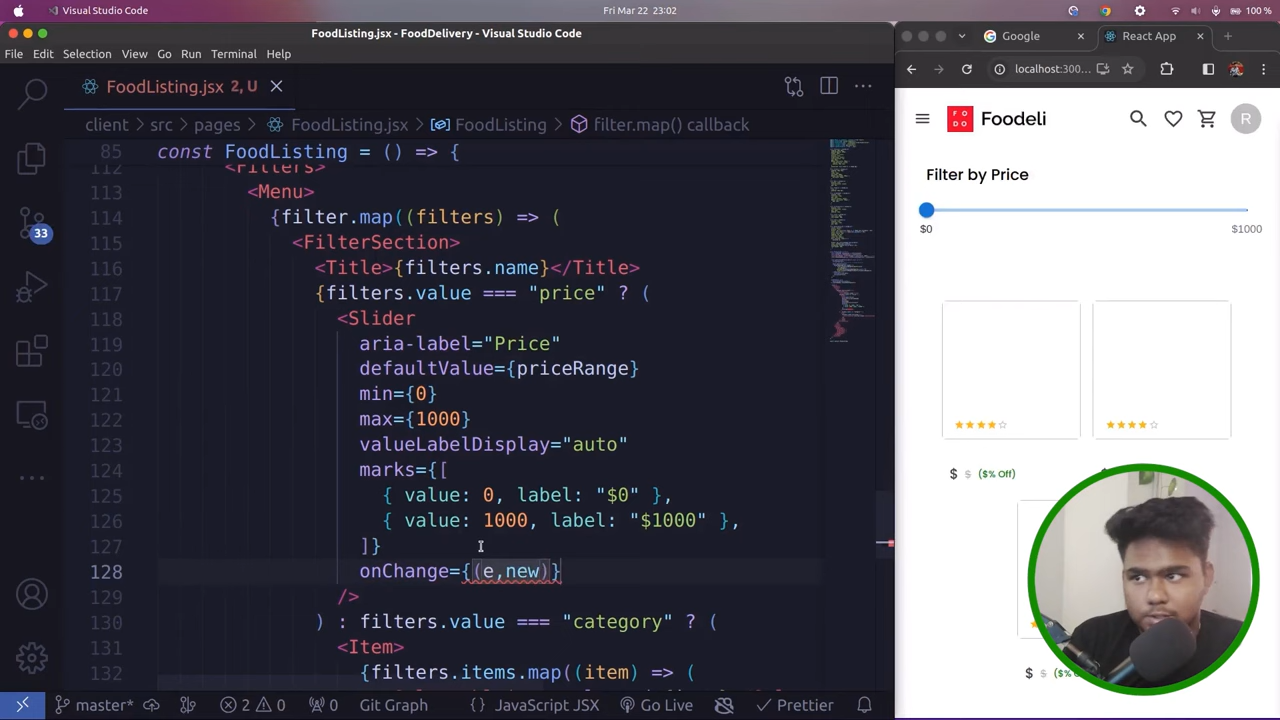 Visual Studio Code
Fri Mar 22 23:02
100 %
FoodListing.jsx - FoodDelivery - Visual Studio Code
File Edit Selection View Go Run Terminal Help
FoodListing.jsx 2, U
client > src > pages > FoodListing.jsx > FoodListing > filter.map() callback
85 const FoodListing = () => {
112 <Filters>
113 <Menu>
114 {filter.map((filters) => (
115 <FilterSection>
116 <Title>{filters.name}</Title>
117 {filters.value === "price" ? (
118 <Slider
119 aria-label="Price"
120 defaultValue={priceRange}
121 min={0}
122 max={1000}
123 valueLabelDisplay="auto"
124 marks={[
125 { value: 0, label: "$0" },
126 { value: 1000, label: "$1000" },
127 ]}
128 onChange={(e,new)}
129 />
130 ) : filters.value === "category" ? (
131 <Item>
132 {filters.items.map((item) => (
33
master* 2 0 0 Git Graph JavaScript JSX Go Live Prettier
Google
React App
localhost:300...
FO
DO
Foodeli
R
Filter by Price
$0 $1000
$ $ ($% Off)
$ $ ($%